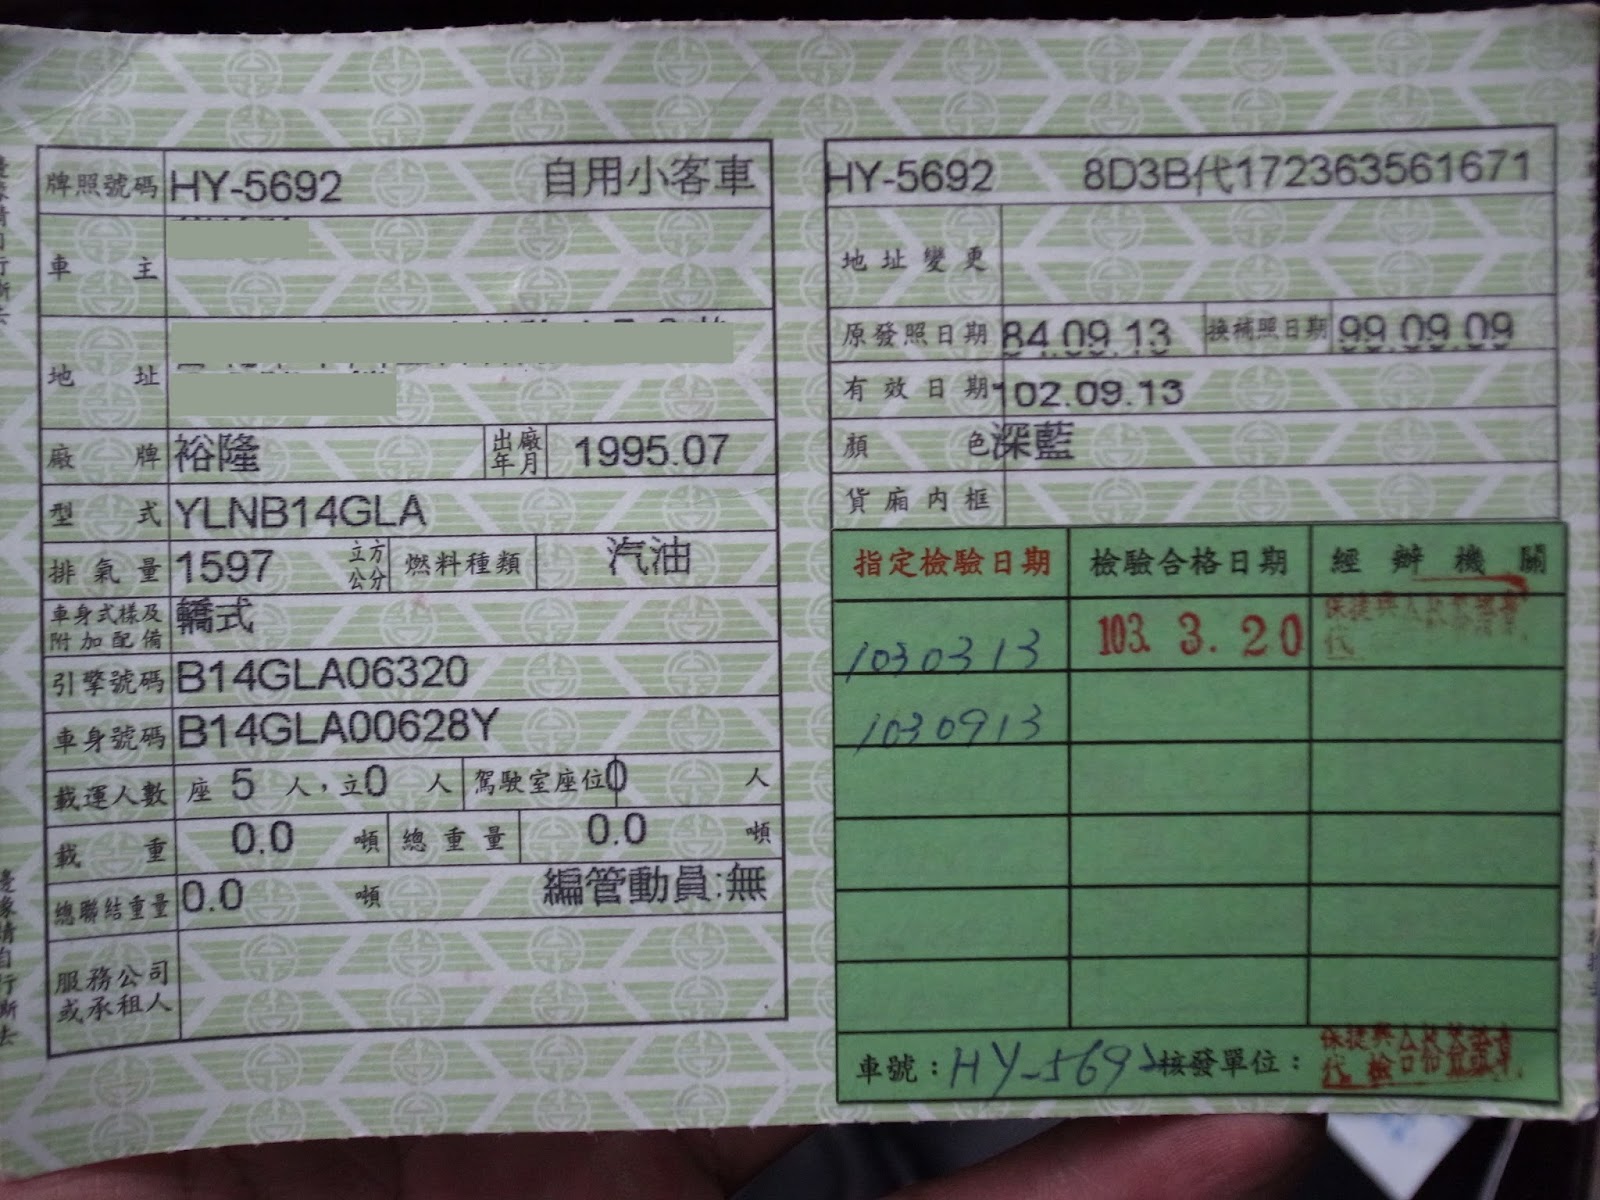 牌照號碼 HY-5692 自用小客車
車主
地址
廠牌 裕隆 出廠年月 1995.07
型式 YLNB14GLA
排氣量 1597 立方公分 燃料種類 汽油
車身式樣及附加配備 轎式
引擎號碼 B14GLA06320
車身號碼 B14GLA00628Y
載運人數 座 5 人，立0 人 駕駛室座位0 人
載重 0.0 噸 總重量 0.0 噸
總聯結重量 0.0 噸 編管動員:無
服務公司或承租人
HY-5692 8D3B代172363561671
地址變更
原發照日期 84.09.13 換補照日期 99.09.09
有效日期 102.09.13
顏色 深藍
貨廂內框
指定檢驗日期 檢驗合格日期 經辦機關
1030313 103. 3. 20
1030913
車號：HY-5692 核發單位：